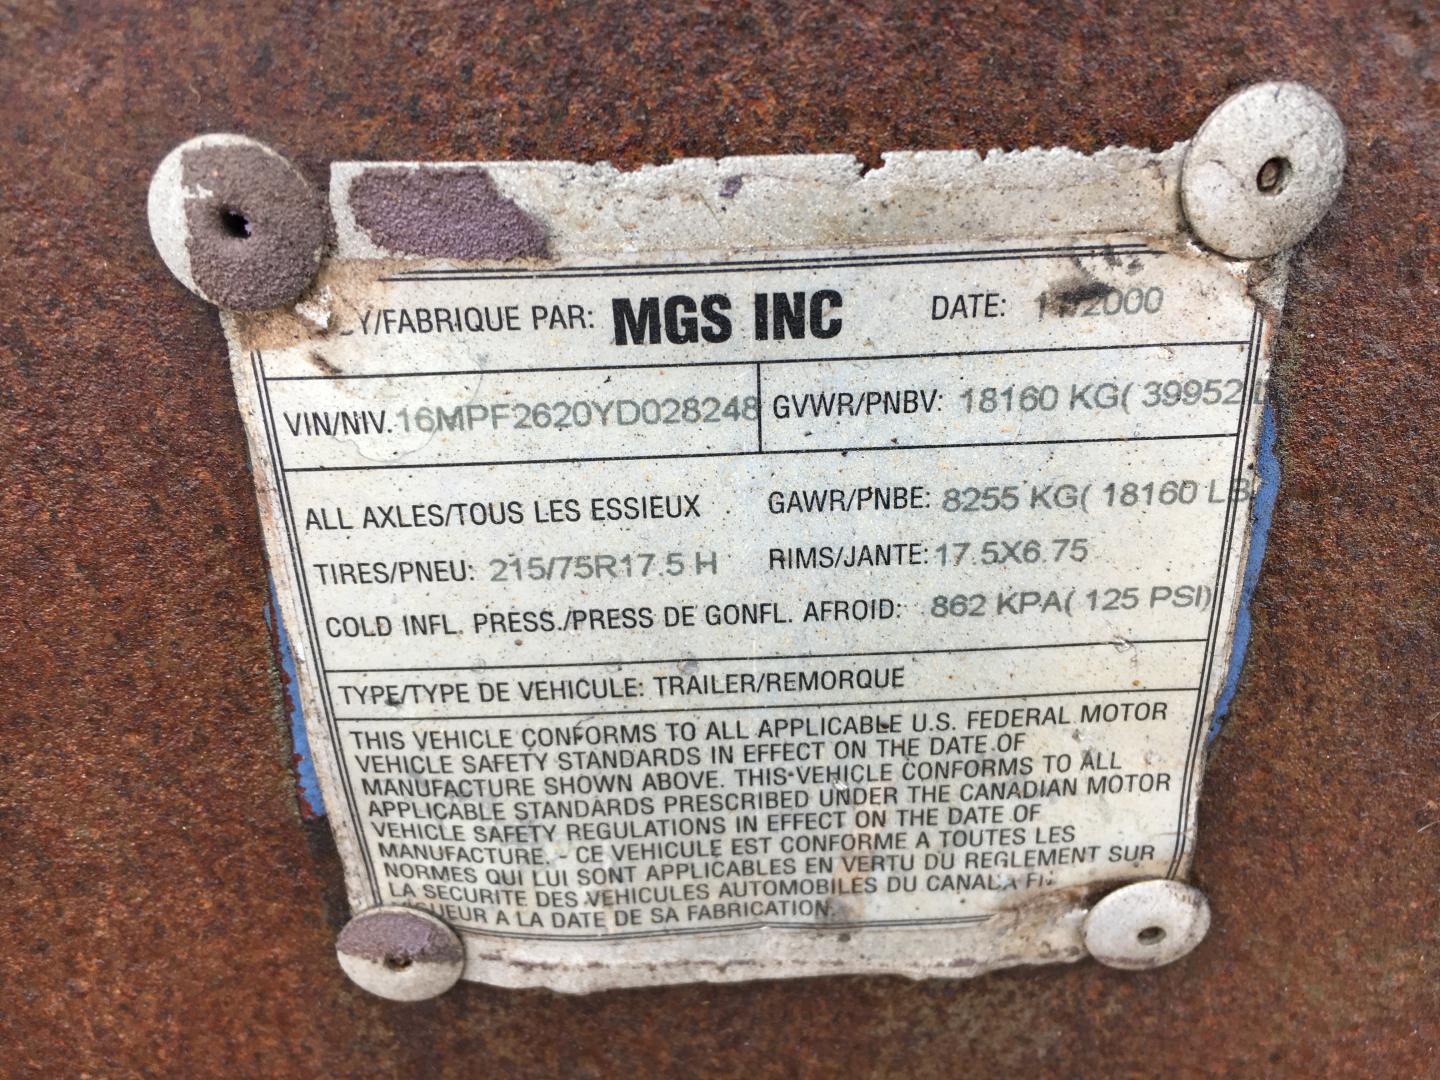 Y/FABRIQUE PAR: MGS INC DATE: 11/2000
VIN/NIV. 16MPF2620YD028248 GVWR/PNBV: 18160 KG( 39952 L
ALL AXLES/TOUS LES ESSIEUX GAWR/PNBE: 8255 KG( 18160 LB
TIRES/PNEU: 215/75R17.5 H RIMS/JANTE: 17.5X6.75
COLD INFL. PRESS./PRESS DE GONFL. AFROID: 862 KPA( 125 PSI)
TYPE/TYPE DE VEHICULE: TRAILER/REMORQUE
THIS VEHICLE CONFORMS TO ALL APPLICABLE U.S. FEDERAL MOTOR
VEHICLE SAFETY STANDARDS IN EFFECT ON THE DATE OF
MANUFACTURE SHOWN ABOVE. THIS VEHICLE CONFORMS TO ALL
APPLICABLE STANDARDS PRESCRIBED UNDER THE CANADIAN MOTOR
VEHICLE SAFETY REGULATIONS IN EFFECT ON THE DATE OF
MANUFACTURE. - CE VEHICULE EST CONFORME A TOUTES LES
NORMES QUI LUI SONT APPLICABLES EN VERTU DU REGLEMENT SUR
LA SECURITE DES VEHICULES AUTOMOBILES DU CANADA
GUEUR A LA DATE DE SA FABRICATION.